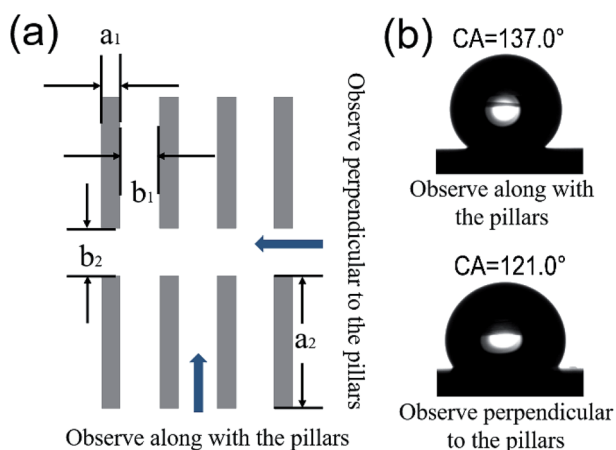 (a)
a1
b1
b2
a2
Observe perpendicular to the pillars
Observe along with the pillars
(b)
CA=137.0°
Observe along with
the pillars
CA=121.0°
Observe perpendicular
to the pillars